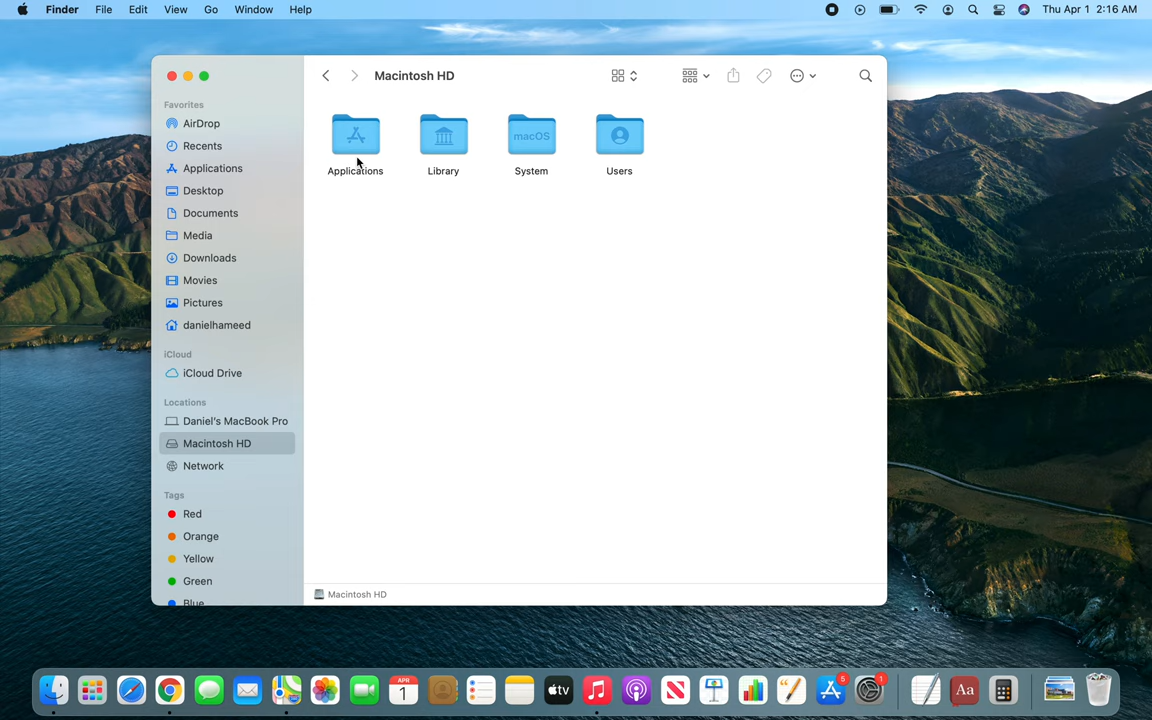 Finder File Edit View Go Window Help Thu Apr 1 2:16 AM
Macintosh HD
Favorites
AirDrop
Recents
Applications
Desktop
Documents
Media
Downloads
Movies
Pictures
danielhameed
iCloud
iCloud Drive
Locations
Daniel's MacBook Pro
Macintosh HD
Network
Tags
Red
Orange
Yellow
Green
Blue
macOS
Applications Library System Users
Macintosh HD
APR
1
tv
5
1
Aa